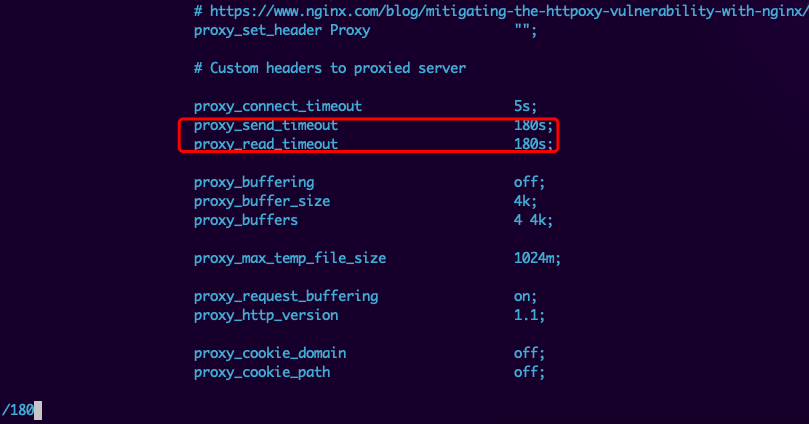 # https://www.nginx.com/blog/mitigating-the-httpoxy-vulnerability-with-nginx/
proxy_set_header Proxy "";
# Custom headers to proxied server
proxy_connect_timeout 5s;
proxy_send_timeout 180s;
proxy_read_timeout 180s;
proxy_buffering off;
proxy_buffer_size 4k;
proxy_buffers 4 4k;
proxy_max_temp_file_size 1024m;
proxy_request_buffering on;
proxy_http_version 1.1;
proxy_cookie_domain off;
proxy_cookie_path off;
/180